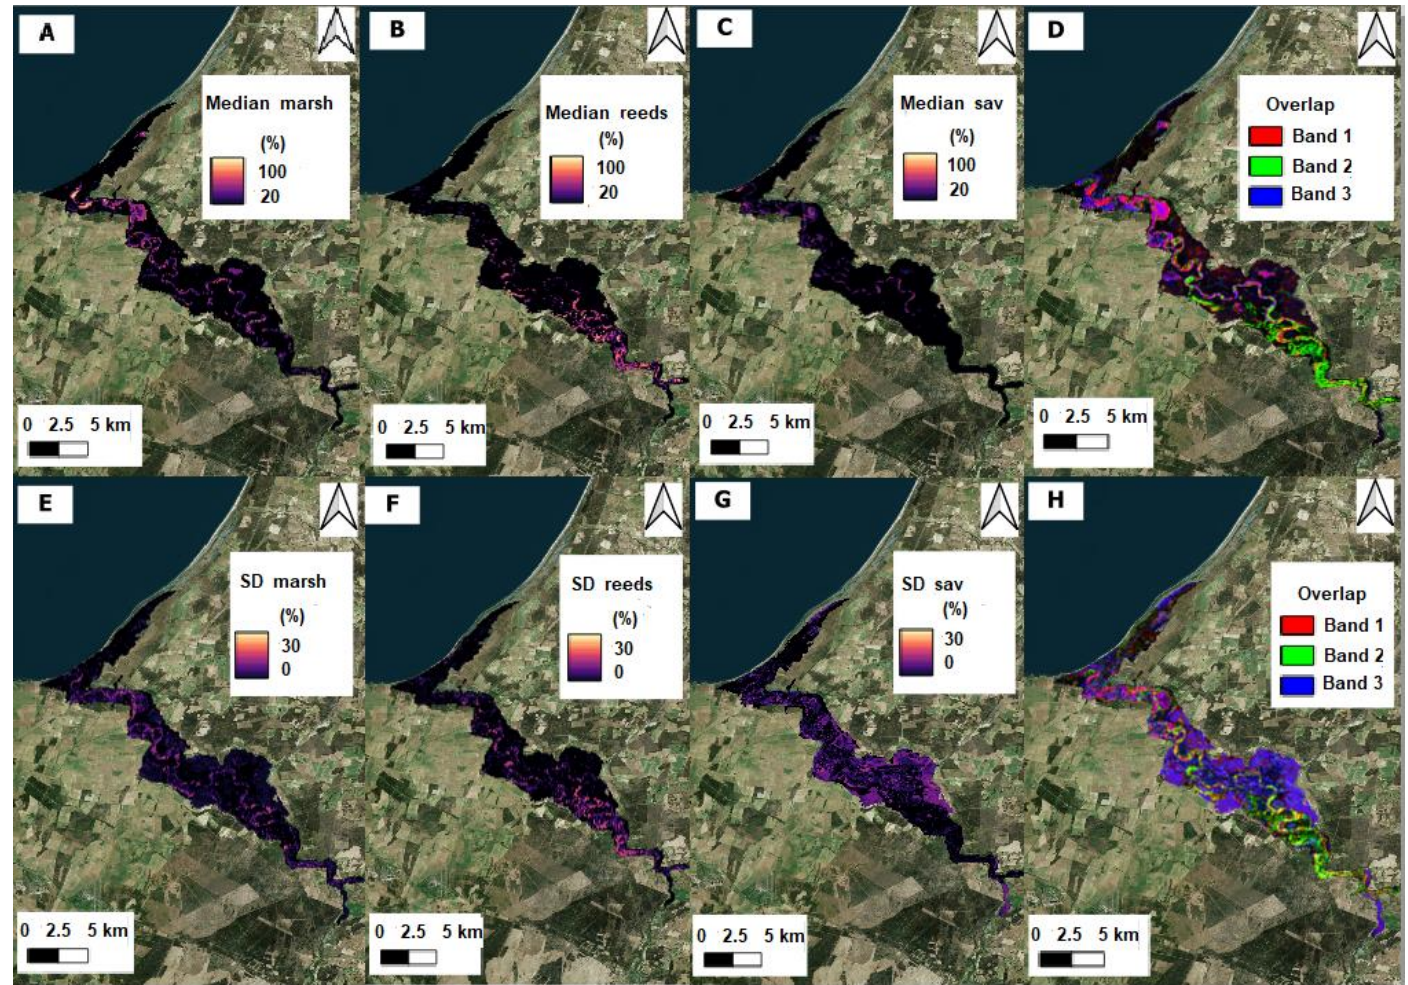 A
Median marsh
(%)
100
20
0 2.5 5 km
B
Median reeds
(%)
100
20
0 2.5 5 km
C
Median sav
(%)
100
20
0 2.5 5 km
D
Overlap
Band 1
Band 2
Band 3
0 2.5 5 km
E
SD marsh
(%)
30
0
0 2.5 5 km
F
SD reeds
(%)
30
0
0 2.5 5 km
G
SD sav
(%)
30
0
0 2.5 5 km
H
Overlap
Band 1
Band 2
Band 3
0 2.5 5 km